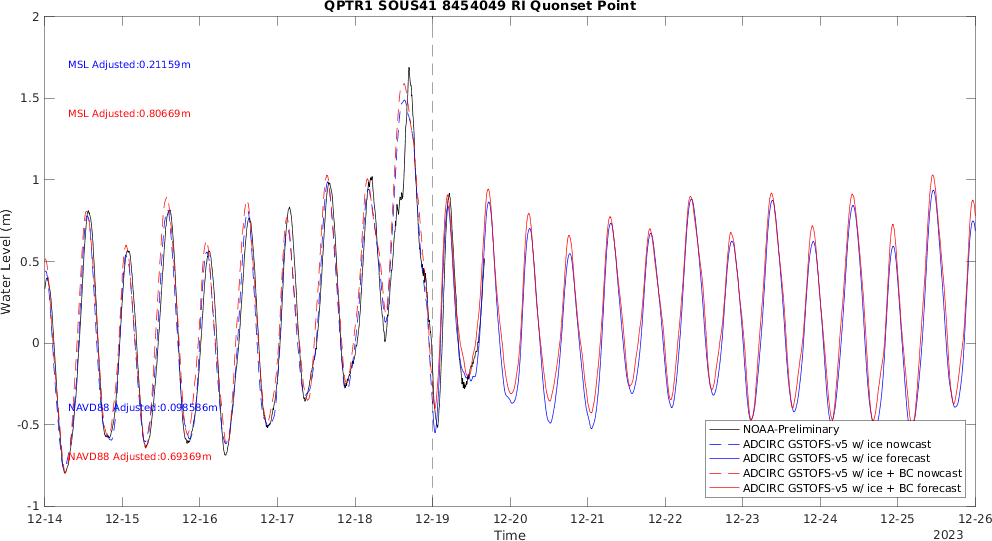 QPTR1 SOUS41 8454049 RI Quonset Point
2
1.5
1
0.5
0
-0.5
-1
Water Level (m)
MSL Adjusted:0.21159m
MSL Adjusted:0.80669m
NAVD88 Adjusted:0.098586m
NAVD88 Adjusted:0.69369m
NOAA-Preliminary
ADCIRC GSTOFS-v5 w/ ice nowcast
ADCIRC GSTOFS-v5 w/ ice forecast
ADCIRC GSTOFS-v5 w/ ice + BC nowcast
ADCIRC GSTOFS-v5 w/ ice + BC forecast
12-14 12-15 12-16 12-17 12-18 12-19 12-20 12-21 12-22 12-23 12-24 12-25 12-26
Time
2023